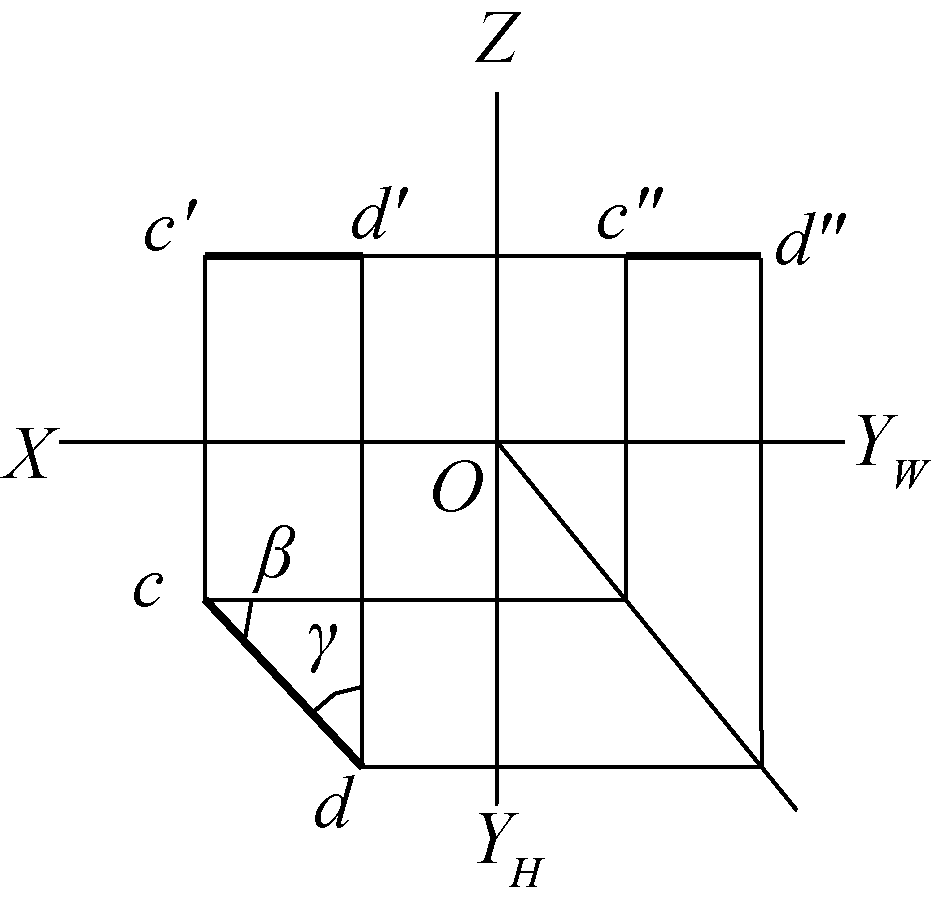 Z
c' d' c" d"
X O Y_W
c β γ
d Y_H